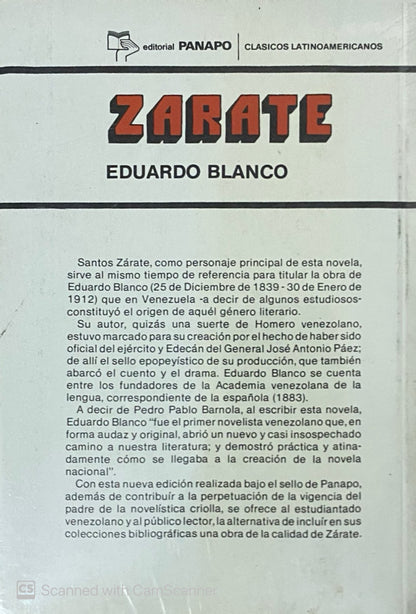 editorial PANAPO | CLASICOS LATINOAMERICANOS
ZARATE
EDUARDO BLANCO
Santos Zárate, como personaje principal de esta novela,
sirve al mismo tiempo de referencia para titular la obra de
Eduardo Blanco (25 de Diciembre de 1839 - 30 de Enero de
1912) que en Venezuela -a decir de algunos estudiosos-
constituyó el origen de aquél género literario.
Su autor, quizás una suerte de Homero venezolano,
estuvo marcado para su creación por el hecho de haber sido
oficial del ejército y Edecán del General José Antonio Páez;
de allí el sello epopeyístico de su producción, que también
abarcó el cuento y el drama. Eduardo Blanco se cuenta
entre los fundadores de la Academia venezolana de la
lengua, correspondiente de la española (1883).
A decir de Pedro Pablo Barnola, al escribir esta novela,
Eduardo Blanco "fue el primer novelista venezolano que, en
forma audaz y original, abrió un nuevo y casi insospechado
camino a nuestra literatura; y demostró práctica y atina-
damente cómo se llegaba a la creación de la novela
nacional".
Con esta nueva edición realizada bajo el sello de Panapo,
además de contribuír a la perpetuación de la vigencia del
padre de la novelística criolla, se ofrece al estudiantado
venezolano y al público lector, la alternativa de incluír en sus
colecciones bibliográficas una obra de la calidad de Zárate.
CS Scanned with CamScanner